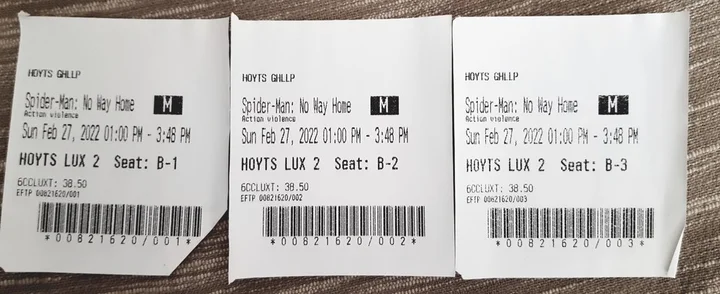 HOYTS GHLLP
Spider-Man: No Way Home M
Action violence
Sun Feb 27, 2022 01:00 PM - 3:48 PM
HOYTS LUX 2 Seat: B-1
6CCLUXT: 38.50
EFTP 00821620/001
*00821620/001*
HOYTS GHLLP
Spider-Man: No Way Home M
Action violence
Sun Feb 27, 2022 01:00 PM - 3:48 PM
HOYTS LUX 2 Seat: B-2
6CCLUXT: 38.50
EFTP 00821620/002
*00821620/002*
HOYTS GHLLP
Spider-Man: No Way Home M
Action violence
Sun Feb 27, 2022 01:00 PM - 3:48 PM
HOYTS LUX 2 Seat: B-3
6CCLUXT: 38.50
EFTP 00821620/003
*00821620/003*